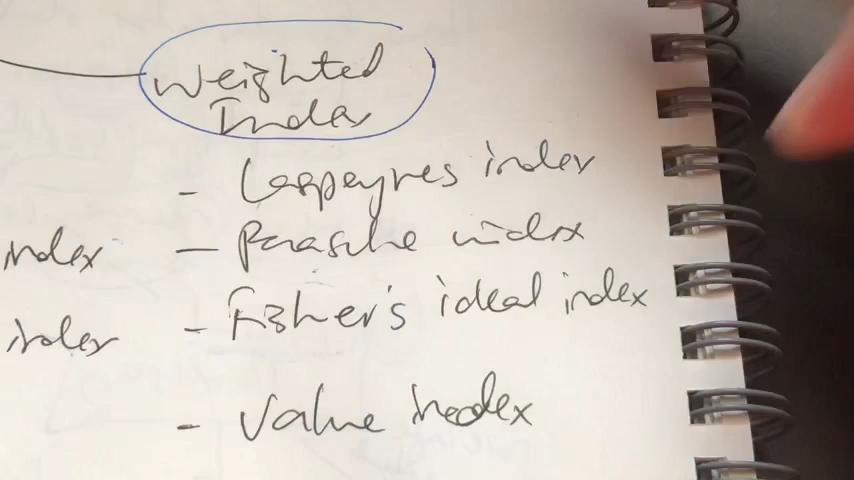 Weighted
Index
- Laspeyres index
index
- Paasche index
- Fisher's ideal index
index
- Value index